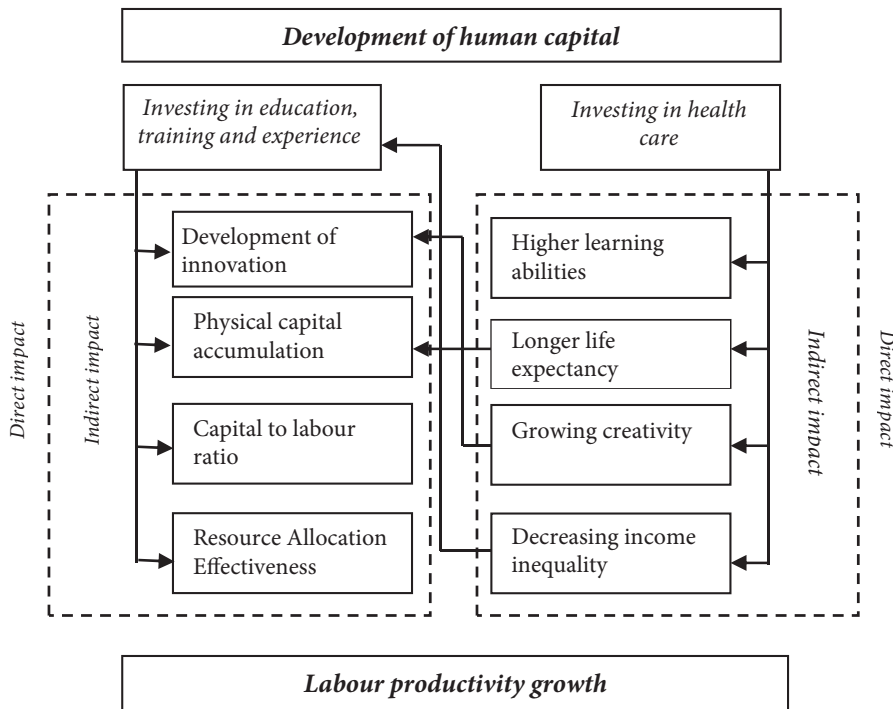 Development of human capital
Investing in education,
training and experience
Investing in health
care
Direct impact
Indirect impact
Development of
innovation
Physical capital
accumulation
Capital to labour
ratio
Resource Allocation
Effectiveness
Higher learning
abilities
Longer life
expectancy
Growing creativity
Decreasing income
inequality
Indirect impact
Direct impact
Labour productivity growth